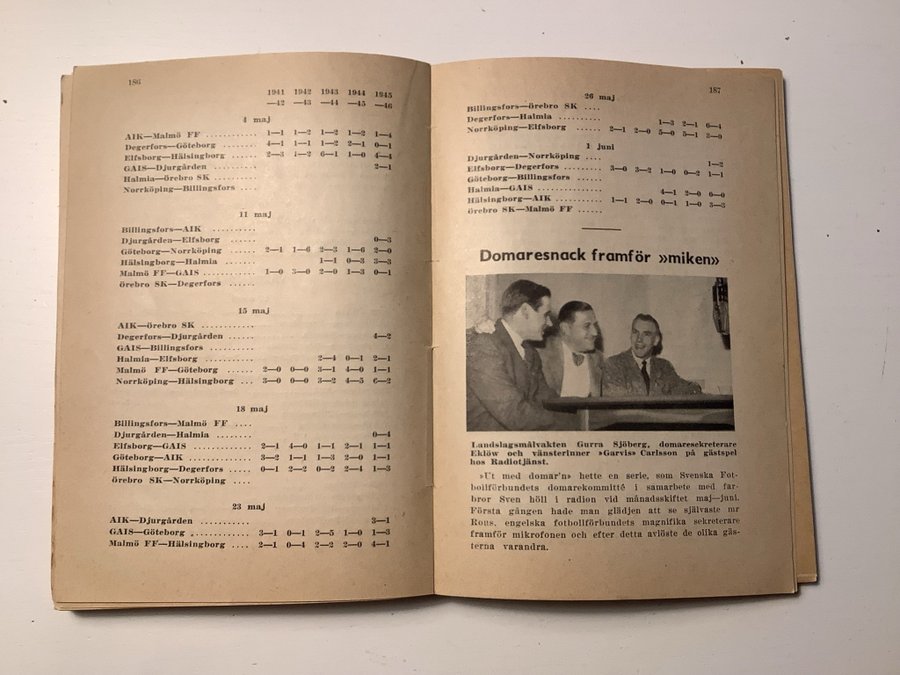 186
1941 1942 1943 1944 1945
—42 —43 —44 —45 —46
4 maj
AIK—Malmö FF ............ 1—1 1—2 1—2 1—2 1—4
Degerfors—Göteborg ........ 4—1 1—1 1—2 2—1 0—1
Elfsborg—Hälsingborg ...... 2—3 1—2 6—1 1—0 4—4
GAIS—Djurgården .......... 2—1
Halmia—örebro SK ........
Norrköping—Billingsfors ....
11 maj
Billingsfors—AIK ..........
Djurgården—Elfsborg ...... 0—3
Göteborg—Norrköping ...... 2—1 1—6 2—3 1—6 2—0
Hälsingborg—Halmia ...... 1—1 0—3 3—3
Malmö FF—GAIS ............ 1—0 3—0 2—0 1—3 0—1
örebro SK—Degerfors ......
15 maj
AIK—örebro SK ............
Degerfors—Djurgården ...... 4—2
GAIS—Billingsfors ..........
Halmia—Elfsborg .......... 2—4 0—1 2—1
Malmö FF—Göteborg ...... 2—0 0—0 3—1 4—0 1—1
Norrköping—Hälsingborg ... 3—0 0—0 3—2 4—5 6—2
18 maj
Billingsfors—Malmö FF ....
Djurgården—Halmia ........ 0—4
Elfsborg—GAIS ............ 2—1 4—0 1—1 2—1 1—1
Göteborg—AIK ............ 3—2 1—1 1—3 2—0 1—1
Hälsingborg—Degerfors .... 0—1 2—2 0—2 2—4 1—3
örebro SK—Norrköping ....
23 maj
AIK—Djurgården ............ 3—1
GAIS—Göteborg ............ 3—1 0—1 2—5 1—0 1—3
Malmö FF—Hälsingborg .... 2—1 0—4 2—2 2—0 4—1
187
26 maj
Billingsfors—örebro SK ....
Degerfors—Halmia .......... 1—3 2—1 0—4
Norrköping—Elfsborg ...... 2—1 2—0 5—0 5—1 2—0
1 juni
Djurgården—Norrköping .... 1—2
Elfsborg—Degerfors ........ 3—0 3—2 1—0 0—2 1—1
Göteborg—Billingsfors ......
Halmia—GAIS .............. 4—1 2—0 0—0
Hälsingborg—AIK .......... 1—1 2—0 0—1 1—0 3—3
örebro SK—Malmö FF ......
Domaresnack framför »miken»
Landslagsmålvakten Gurra Sjöberg, domaresekreterare
Eklöw och vänsterinner »Garvis» Carlsson på gästspel
hos Radiotjänst.
»Ut med domar'n» hette en serie, som Svenska Fot-
bollförbundets domarekommitté i samarbete med far-
bror Sven höll i radion vid månadsskiftet maj—juni.
Första gången hade man glädjen att se självaste mr
Rous, engelska fotbollförbundets magnifika sekreterare
framför mikrofonen och efter detta avlöste de olika gäs-
terna varandra.